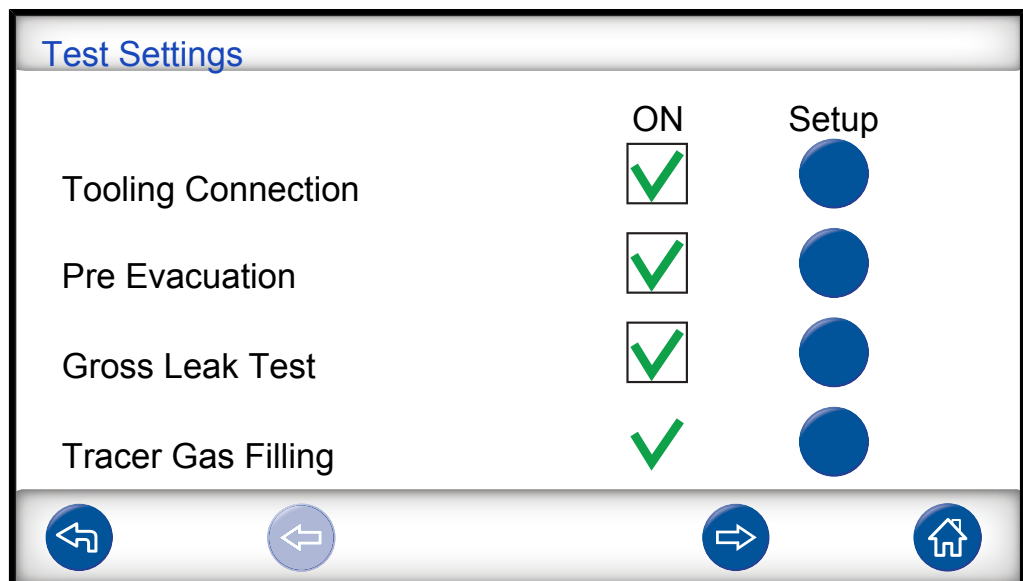 Test Settings
ON Setup
Tooling Connection
Pre Evacuation
Gross Leak Test
Tracer Gas Filling